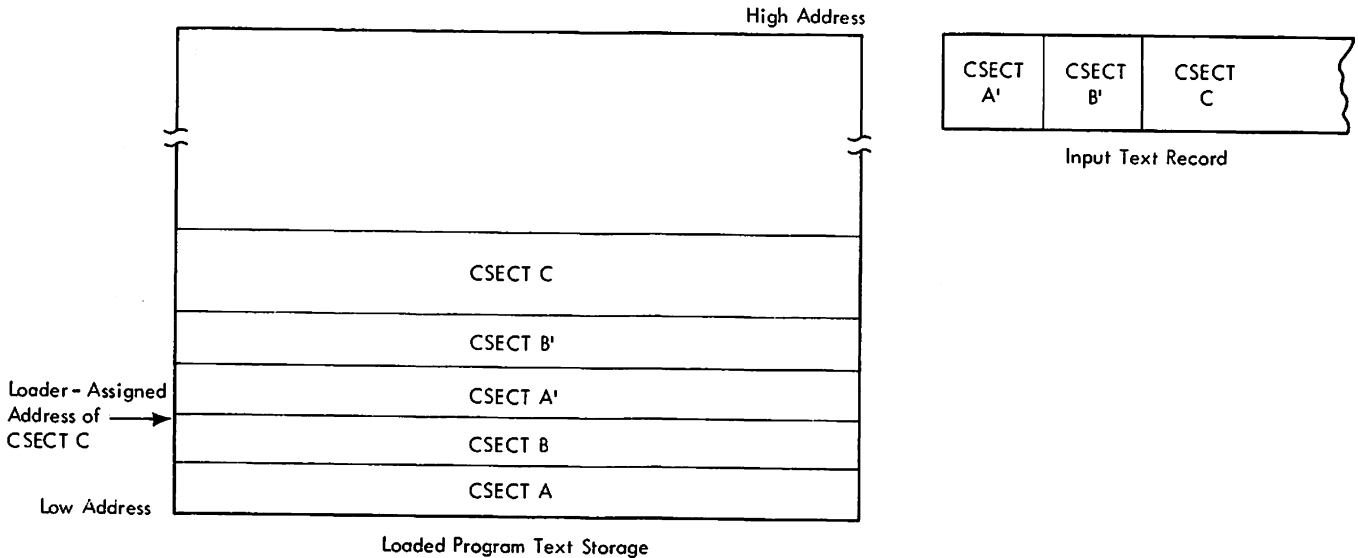 High Address
CSECT
A'
CSECT
B'
CSECT
C
Input Text Record
CSECT C
CSECT B'
Loader - Assigned
Address of
CSECT C
CSECT A'
CSECT B
CSECT A
Low Address
Loaded Program Text Storage